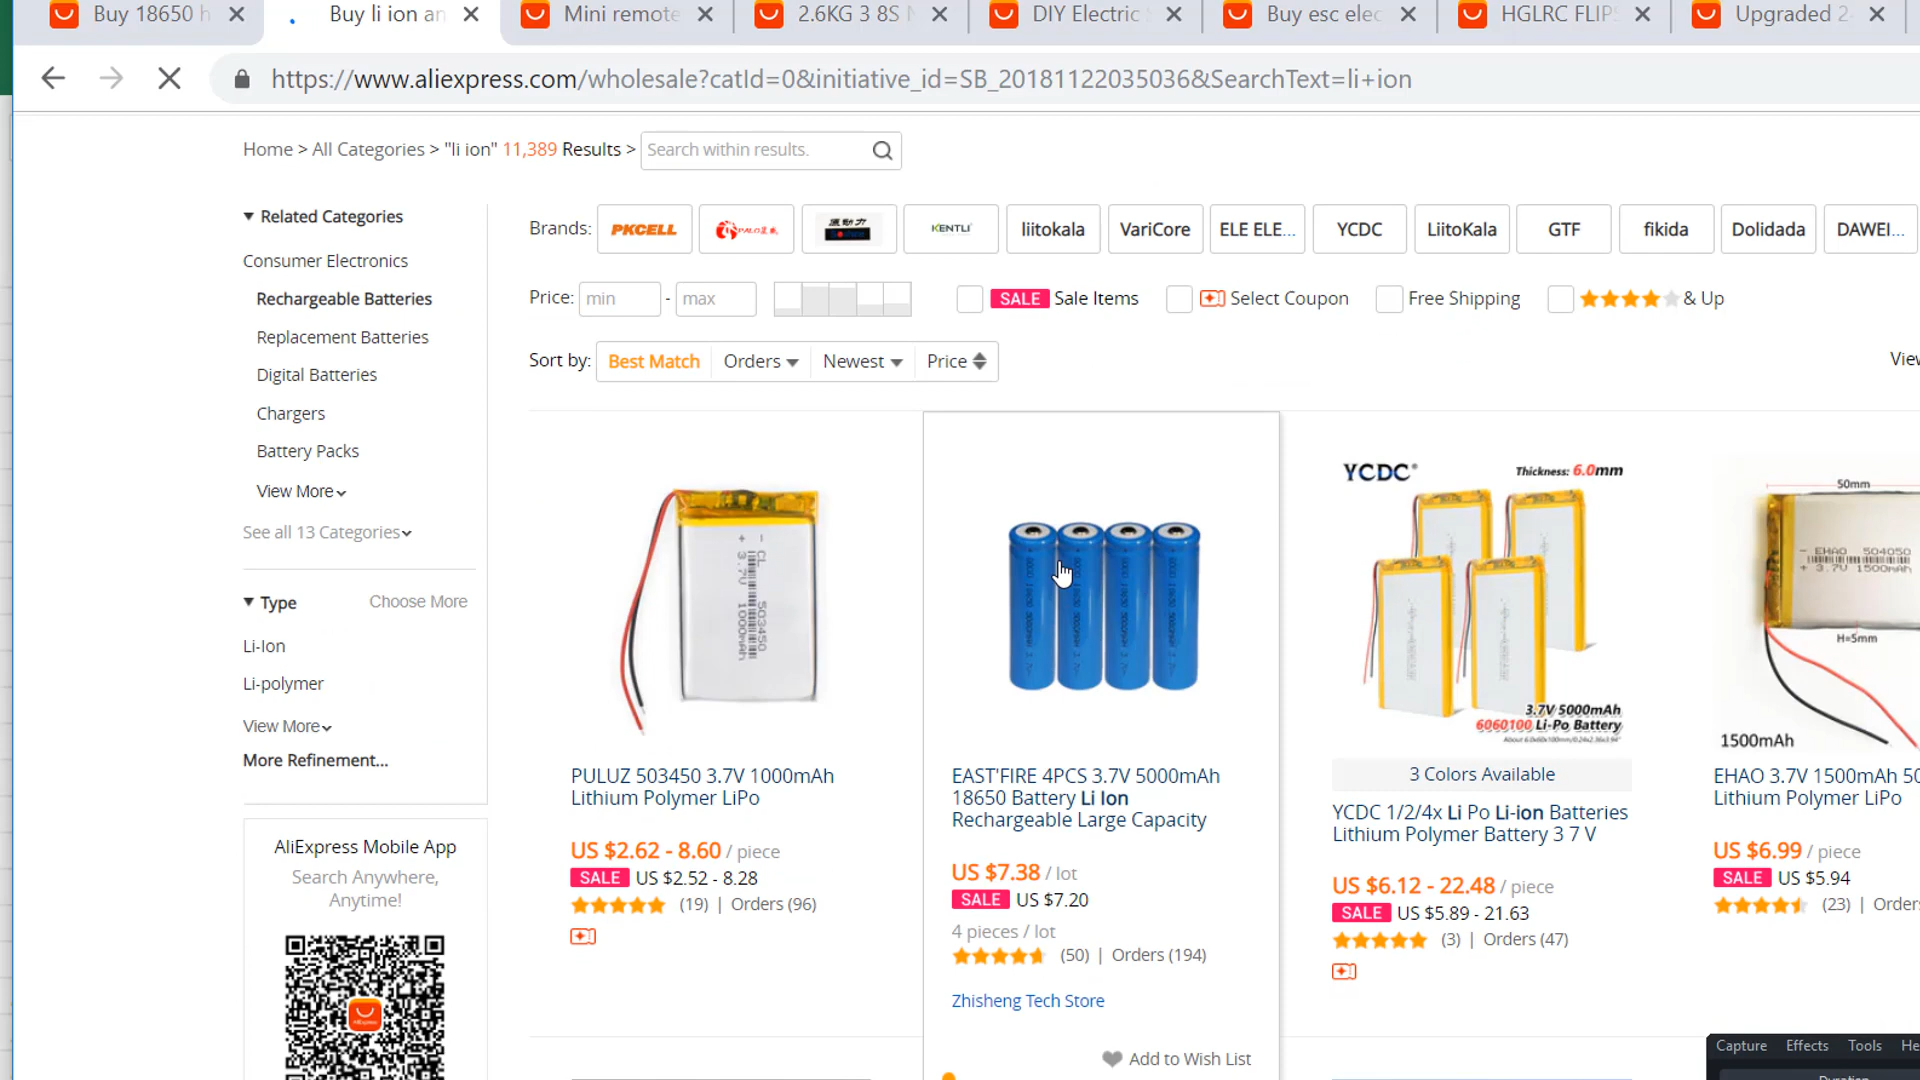 Buy 18650 h
Buy li ion an
Mini remote
2.6KG 3 8S
DIY Electric
Buy esc elec
HGLRC FLIPS
Upgraded 2
https://www.aliexpress.com/wholesale?catId=0&initiative_id=SB_20181122035036&SearchText=li+ion
Home > All Categories > "li ion" 11,389 Results >
Search within results.
Related Categories
Consumer Electronics
Rechargeable Batteries
Replacement Batteries
Digital Batteries
Chargers
Battery Packs
View More
See all 13 Categories
Type
Choose More
Li-Ion
Li-polymer
View More
More Refinement...
AliExpress Mobile App
Search Anywhere,
Anytime!
AliExpress
Brands:
PKCELL
KENTLI
liitokala
VariCore
ELE ELE...
YCDC
LiitoKala
GTF
fikida
Dolidada
DAWEI...
Price: min - max
SALE Sale Items
Select Coupon
Free Shipping
& Up
Sort by: Best Match Orders Newest Price
View
CL
503450
1000mAh
3.7V
PULUZ 503450 3.7V 1000mAh
Lithium Polymer LiPo
US $2.62 - 8.60 / piece
SALE US $2.52 - 8.28
(19) | Orders (96)
EAST'FIRE 4PCS 3.7V 5000mAh
18650 Battery Li Ion
Rechargeable Large Capacity
US $7.38 / lot
SALE US $7.20
4 pieces / lot
(50) | Orders (194)
Zhisheng Tech Store
Add to Wish List
YCDC
Thickness: 6.0mm
3.7V 5000mAh
6060100 Li-Po Battery
3 Colors Available
YCDC 1/2/4x Li Po Li-ion Batteries
Lithium Polymer Battery 3 7 V
US $6.12 - 22.48 / piece
SALE US $5.89 - 21.63
(3) | Orders (47)
50mm
EHAO 504050
3.7V 1500mAh
H=5mm
1500mAh
EHAO 3.7V 1500mAh 50
Lithium Polymer LiPo
US $6.99 / piece
SALE US $5.94
(23) | Orders
Capture Effects Tools He
Duration